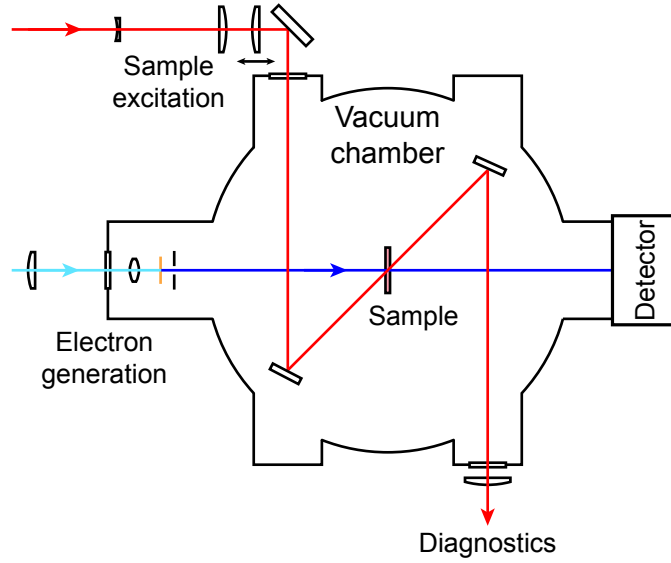 Sample
excitation
Vacuum
chamber
Detector
Sample
Electron
generation
Diagnostics